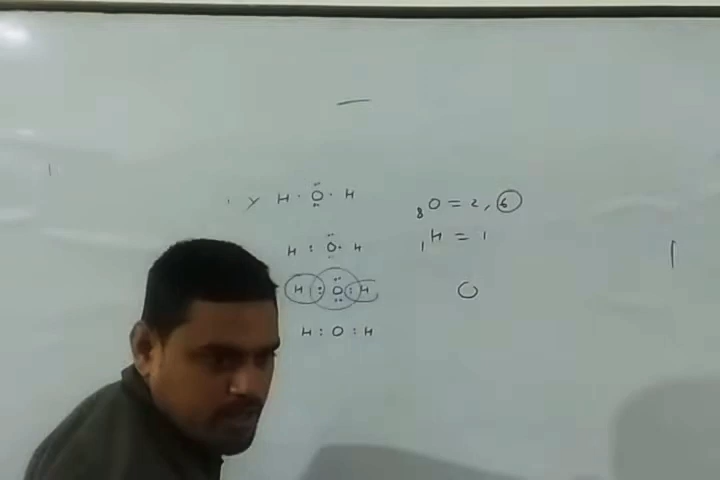 H · Ö · H
H : Ö · H
H : Ö : H
H : O : H
₈O = 2, 6
₁H = 1
O